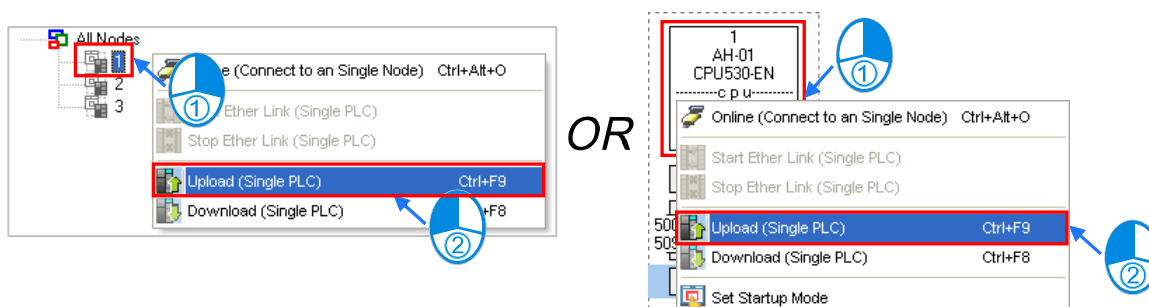 All Nodes
1
2
3
e (Connect to an Single Node) Ctrl+Alt+O
Ether Link (Single PLC)
Stop Ether Link (Single PLC)
Upload (Single PLC) Ctrl+F9
Download (Single PLC) +F8
1
2
OR
1
AH-01
CPU530-EN
---------c p u---------
1
Online (Connect to an Single Node) Ctrl+Alt+O
Start Ether Link (Single PLC)
Stop Ether Link (Single PLC)
500
Upload (Single PLC) Ctrl+F9
509
Download (Single PLC) Ctrl+F8
Set Startup Mode
2